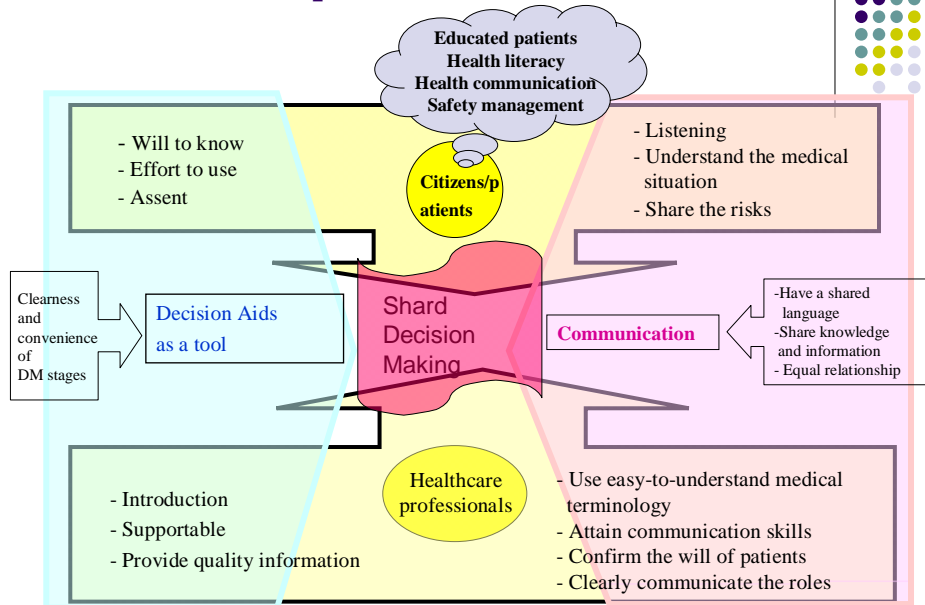 Educated patients
Health literacy
Health communication
Safety management
- Will to know
- Effort to use
- Assent
Citizens/p
atients
- Listening
- Understand the medical
situation
- Share the risks
Clearness
and
convenience
of
DM stages
Decision Aids
as a tool
Shard
Decision
Making
Communication
-Have a shared
language
-Share knowledge
and information
- Equal relationship
- Introduction
- Supportable
- Provide quality information
Healthcare
professionals
- Use easy-to-understand medical
terminology
- Attain communication skills
- Confirm the will of patients
- Clearly communicate the roles